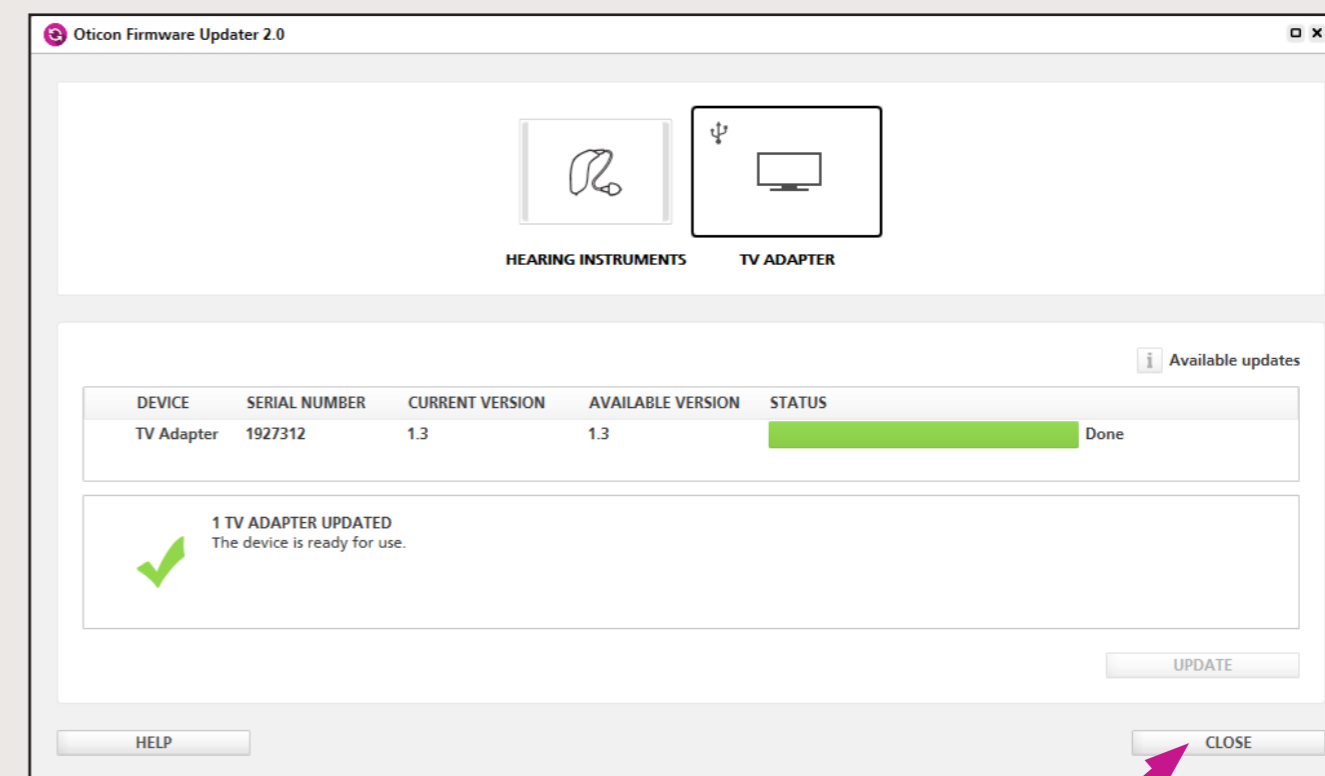 Oticon Firmware Updater 2.0
HEARING INSTRUMENTS TV ADAPTER
i Available updates
DEVICE SERIAL NUMBER CURRENT VERSION AVAILABLE VERSION STATUS
TV Adapter 1927312 1.3 1.3 Done
1 TV ADAPTER UPDATED
The device is ready for use.
UPDATE
HELP CLOSE